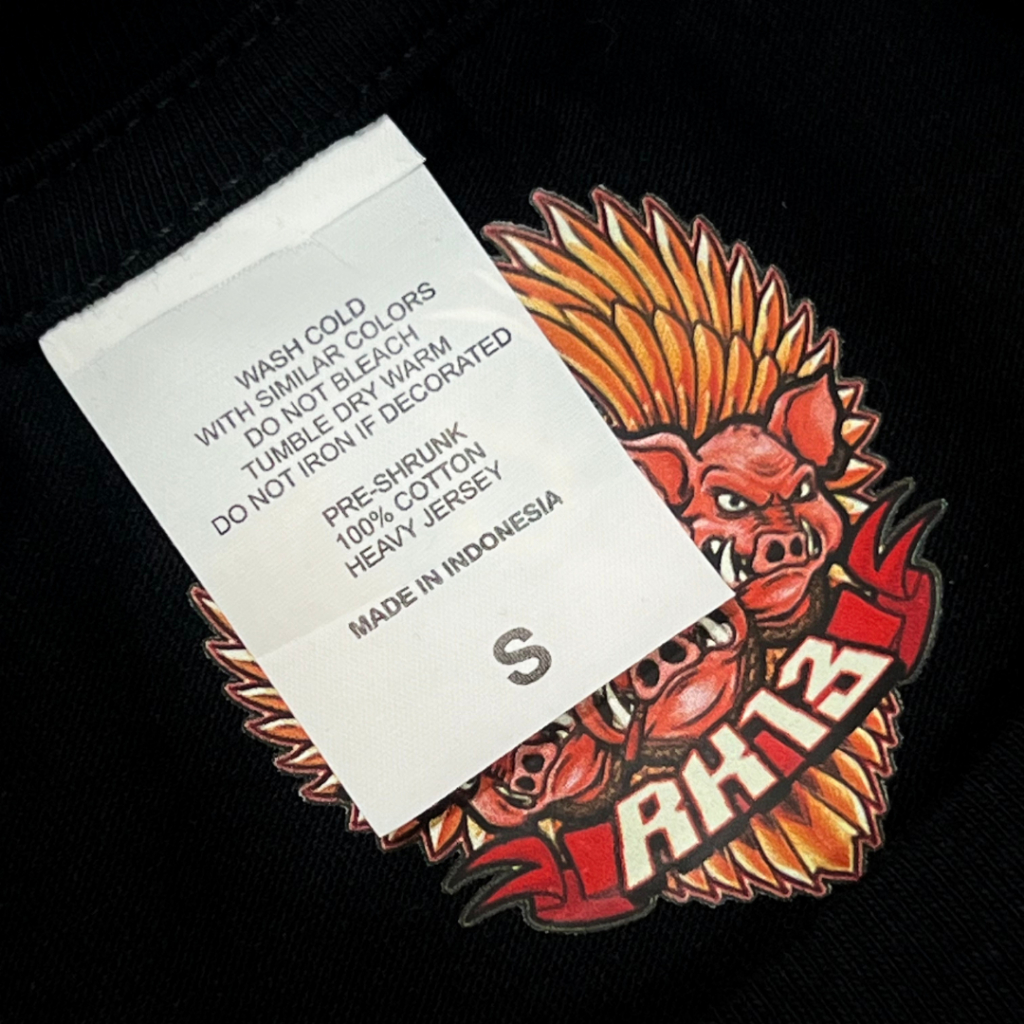 WASH COLD
WITH SIMILAR COLORS
DO NOT BLEACH
TUMBLE DRY WARM
DO NOT IRON IF DECORATED
PRE-SHRUNK
100% COTTON
HEAVY JERSEY
MADE IN INDONESIA
S
RK13